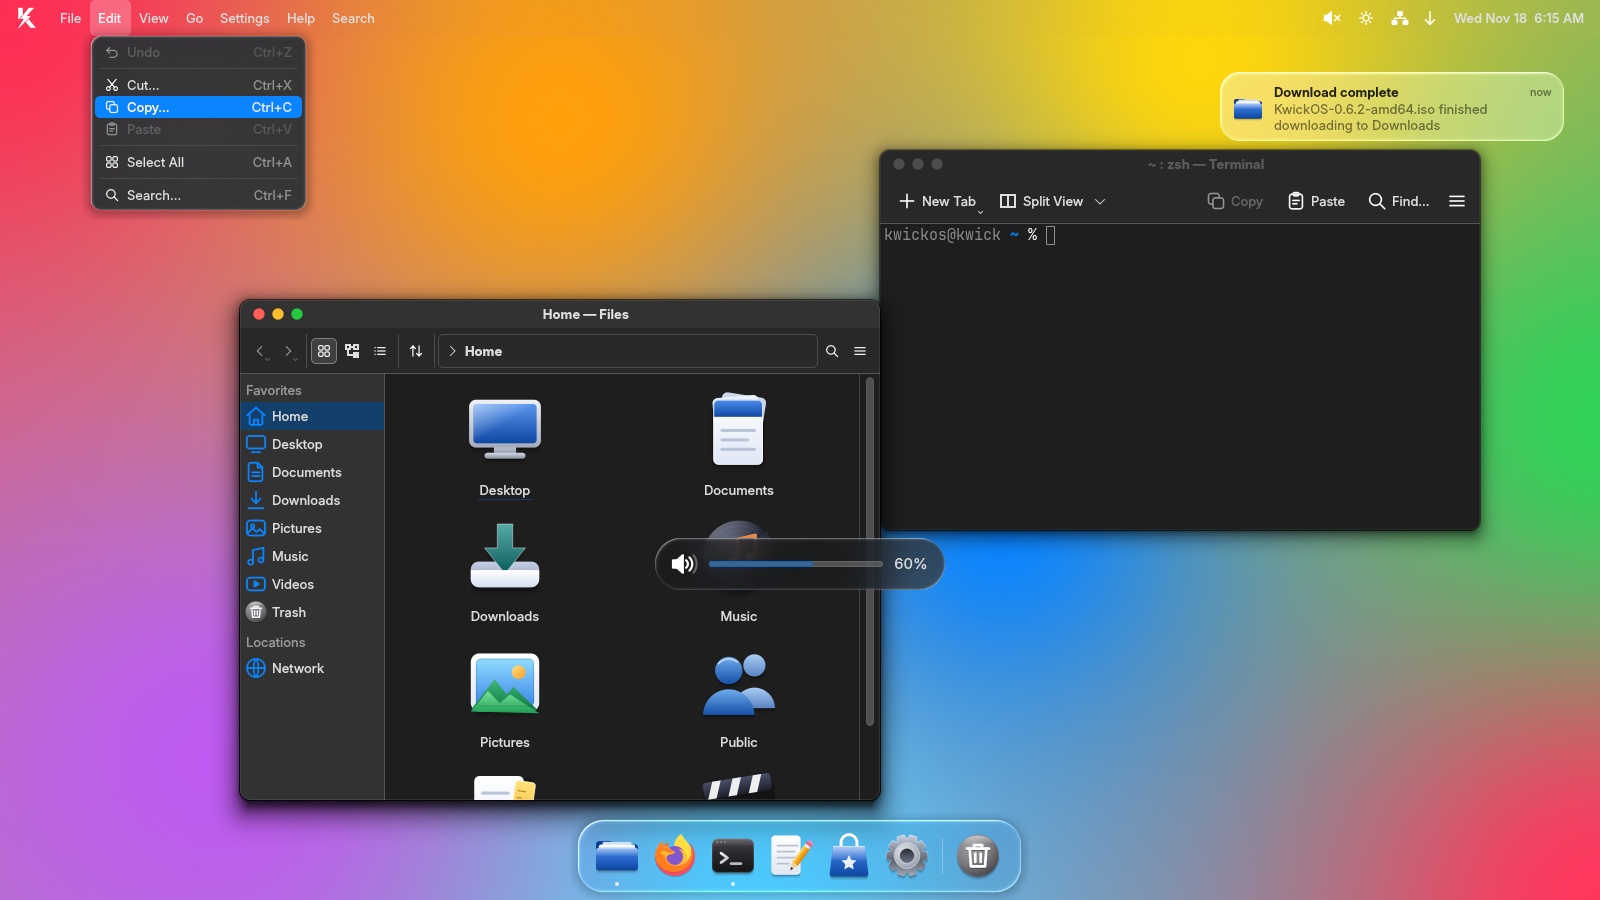 File Edit View Go Settings Help Search
Wed Nov 18 6:15 AM
Undo Ctrl+Z
Cut... Ctrl+X
Copy... Ctrl+C
Paste Ctrl+V
Select All Ctrl+A
Search... Ctrl+F
Download complete now
KwickOS-0.6.2-amd64.iso finished
downloading to Downloads
~ : zsh — Terminal
New Tab Split View Copy Paste Find...
kwickos@kwick ~ %
Home — Files
Home
Favorites
Home
Desktop
Documents
Downloads
Pictures
Music
Videos
Trash
Locations
Network
Desktop Documents
60%
Downloads Music
Pictures Public